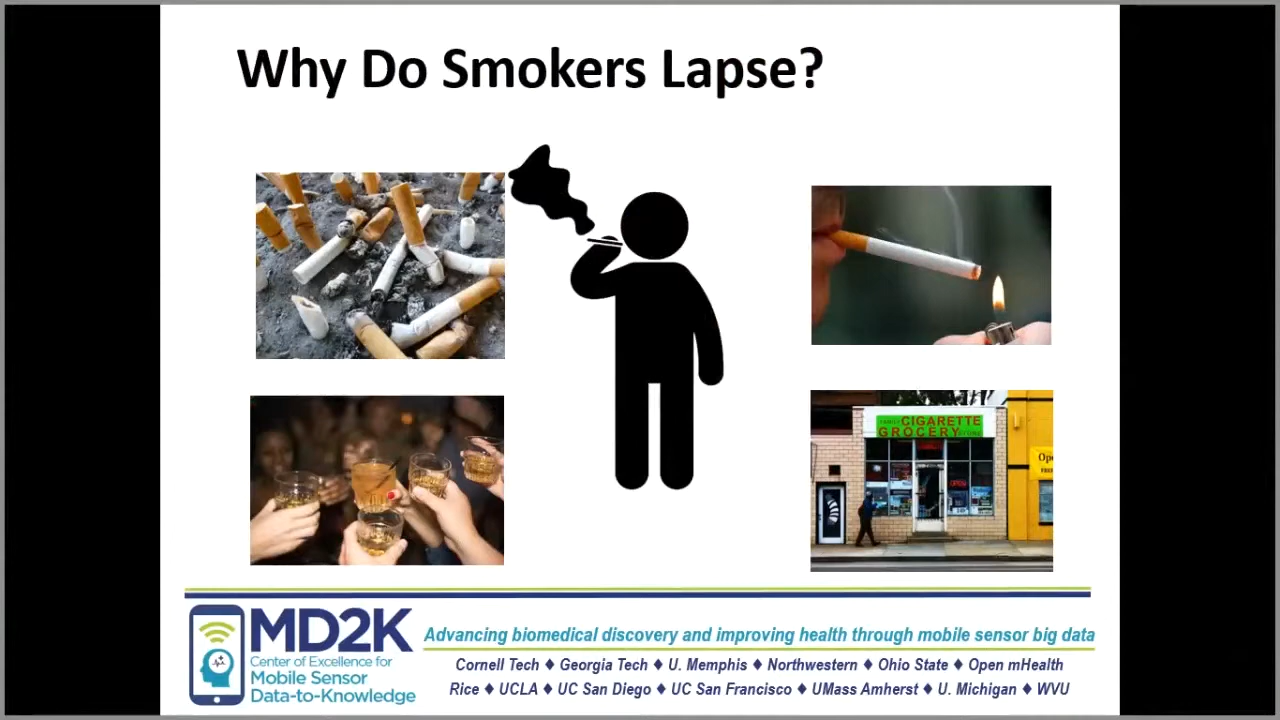 Why Do Smokers Lapse?
CIGARETTE
GROCERY
OPEN
MD2K
Center of Excellence for
Mobile Sensor
Data-to-Knowledge
Advancing biomedical discovery and improving health through mobile sensor big data
Cornell Tech ♦ Georgia Tech ♦ U. Memphis ♦ Northwestern ♦ Ohio State ♦ Open mHealth
Rice ♦ UCLA ♦ UC San Diego ♦ UC San Francisco ♦ UMass Amherst ♦ U. Michigan ♦ WVU